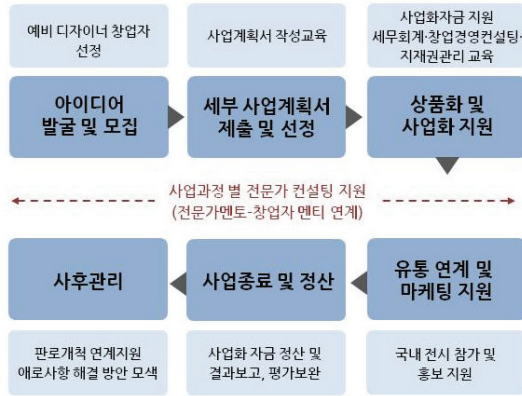 예비 디자이너 창업자
선정
사업계획서 작성교육
사업화자금 지원
세무회계·창업경영컨설팅·
지재권관리 교육
아이디어
발굴 및 모집
세부 사업계획서
제출 및 선정
상품화 및
사업화 지원
사업과정 별 전문가 컨설팅 지원
(전문가멘토-창업자 멘티 연계)
사후관리
사업종료 및 정산
유통 연계 및
마케팅 지원
판로개척 연계지원
애로사항 해결 방안 모색
사업화 자금 정산 및
결과보고, 평가보완
국내 전시 참가 및
홍보 지원